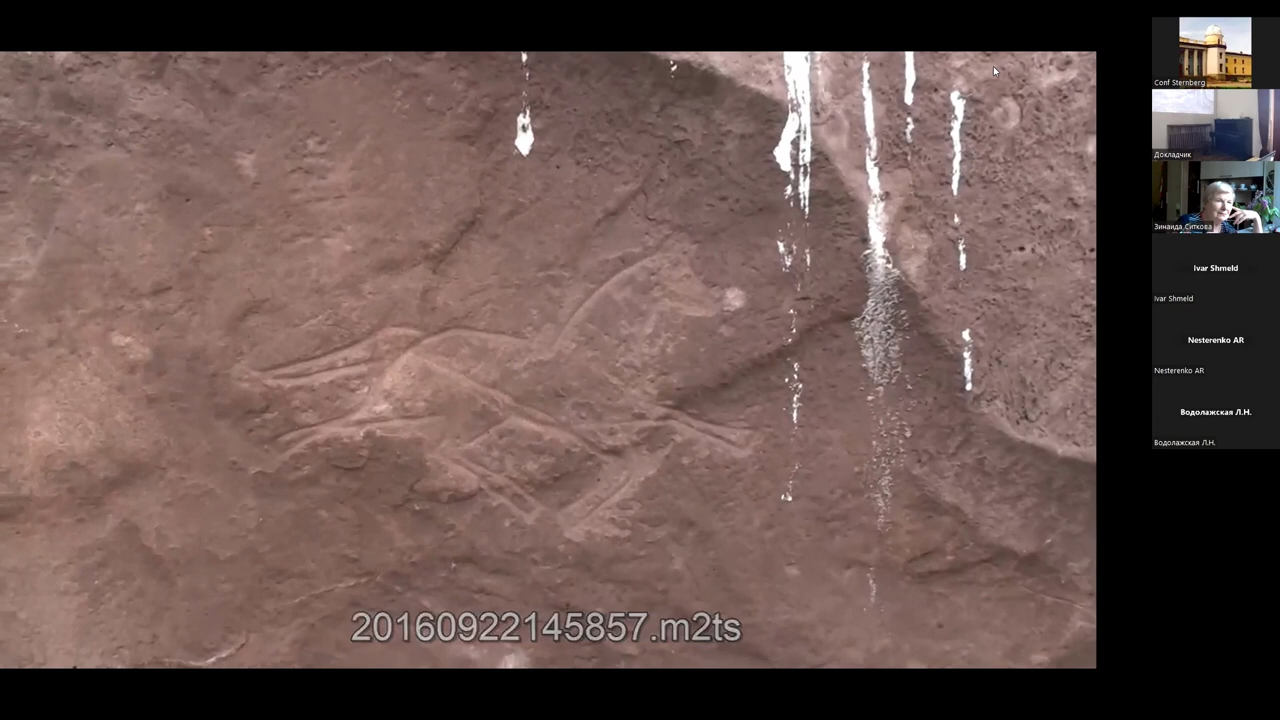 20160922145857.m2ts
Conf Sternberg
Докладчик
Зинаида Ситкова
Ivar Shmeld
Ivar Shmeld
Nesterenko AR
Nesterenko AR
Водолажская Л.Н.
Водолажская Л.Н.